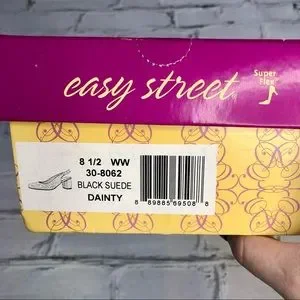 easy street
Super
Flex
8 1/2 WW
30-8062
BLACK SUEDE
DAINTY
8 89885 69508 8